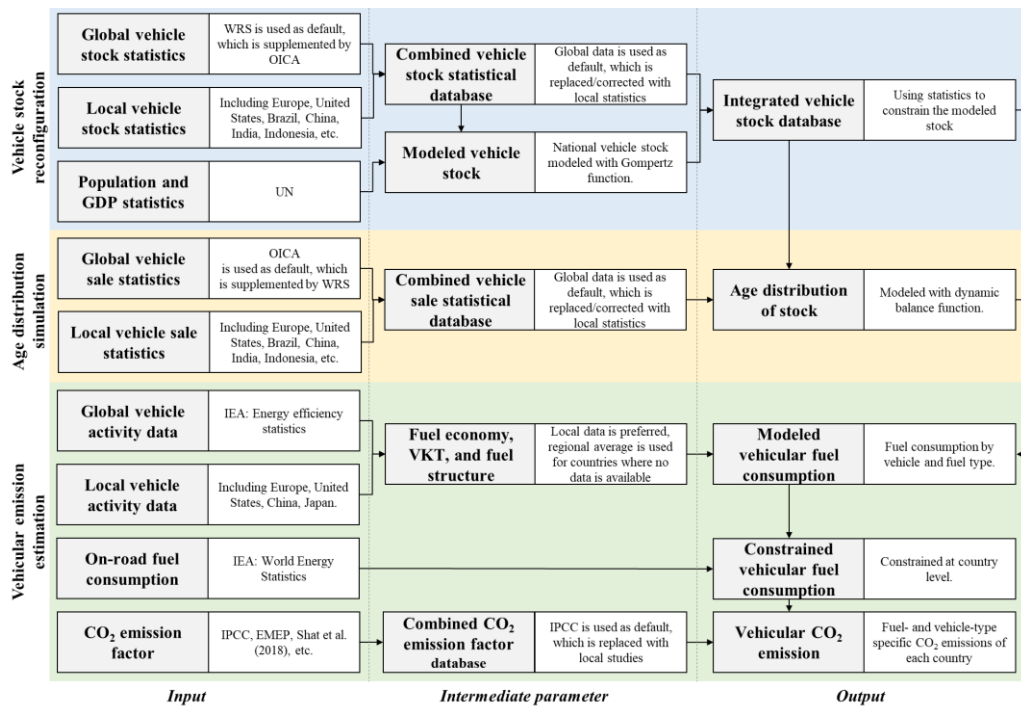 Vehicle stock
reconfiguration
Global vehicle
stock statistics
WRS is used as default,
which is supplemented by
OICA
Local vehicle
stock statistics
Including Europe, United
States, Brazil, China,
India, Indonesia, etc.
Population and
GDP statistics
UN
Combined vehicle
stock statistical
database
Global data is used as
default, which is
replaced/corrected with
local statistics
Modeled vehicle
stock
National vehicle stock
modeled with Gompertz
function.
Integrated vehicle
stock database
Using statistics to
constrain the modeled
stock
Age distribution
simulation
Global vehicle
sale statistics
OICA
is used as default, which
is supplemented by WRS
Local vehicle sale
statistics
Including Europe, United
States, Brazil, China,
India, Indonesia, etc.
Combined vehicle
sale statistical
database
Global data is used as
default, which is
replaced/corrected with
local statistics
Age distribution
of stock
Modeled with dynamic
balance function.
Vehicular emission
estimation
Global vehicle
activity data
IEA: Energy efficiency
statistics
Local vehicle
activity data
Including Europe, United
States, China, Japan.
Fuel economy,
VKT, and fuel
structure
Local data is preferred,
regional average is used
for countries where no
data is available
Modeled
vehicular fuel
consumption
Fuel consumption by
vehicle and fuel type.
On-road fuel
consumption
IEA: World Energy
Statistics
Constrained
vehicular fuel
consumption
Constrained at country
level.
CO₂ emission
factor
IPCC, EMEP, Shat et al.
(2018), etc.
Combined CO₂
emission factor
database
IPCC is used as default,
which is replaced with
local studies
Vehicular CO₂
emission
Fuel- and vehicle-type
specific CO₂ emissions of
each country
Input
Intermediate parameter
Output